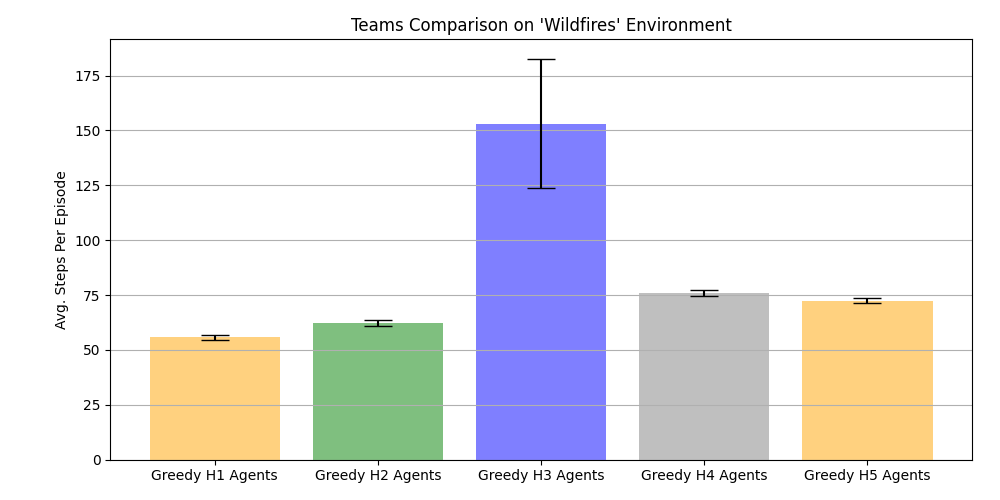 Teams Comparison on 'Wildfires' Environment
Avg. Steps Per Episode
175
150
125
100
75
50
25
0
Greedy H1 Agents
Greedy H2 Agents
Greedy H3 Agents
Greedy H4 Agents
Greedy H5 Agents